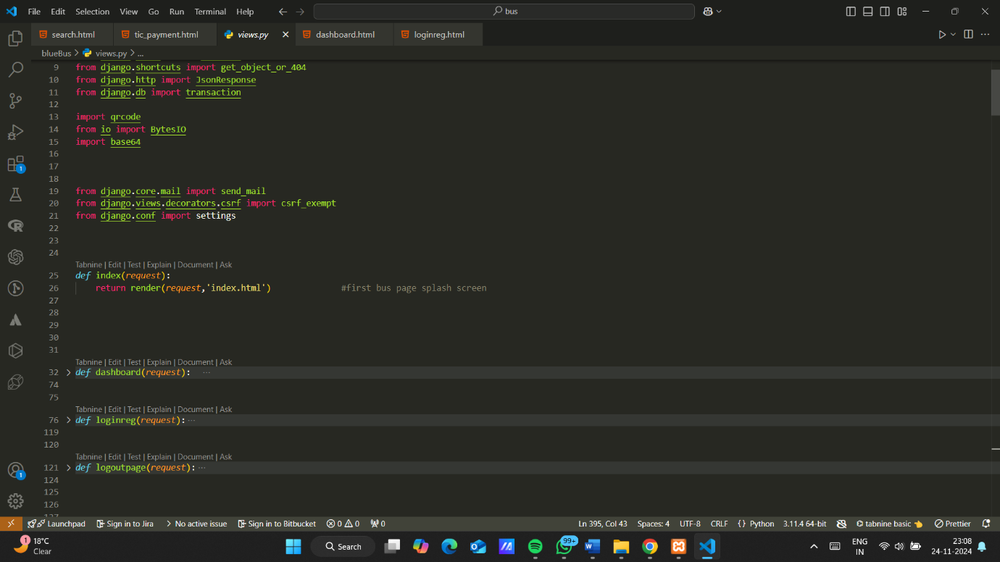 File Edit Selection View Go Run Terminal Help bus
search.html tic_payment.html views.py dashboard.html loginreg.html
blueBus > views.py > ...
9 from django.shortcuts import get_object_or_404
10 from django.http import JsonResponse
11 from django.db import transaction
12
13 import qrcode
14 from io import BytesIO
15 import base64
16
17
18
19 from django.core.mail import send_mail
20 from django.views.decorators.csrf import csrf_exempt
21 from django.conf import settings
22
23
24
Tabnine | Edit | Test | Explain | Document | Ask
25 def index(request):
26 return render(request,'index.html') #first bus page splash screen
27
28
29
30
31
Tabnine | Edit | Test | Explain | Document | Ask
32 def dashboard(request): ...
74
75
Tabnine | Edit | Test | Explain | Document | Ask
76 def loginreg(request): ...
119
120
Tabnine | Edit | Test | Explain | Document | Ask
121 def logoutpage(request): ...
124
125
126
1
1
Launchpad Sign in to Jira > No active issue Sign in to Bitbucket 0 0 0 Ln 395, Col 43 Spaces: 4 UTF-8 CRLF {} Python 3.11.4 64-bit tabnine basic Prettier
1 18°C
Clear
Search
99+
ENG
IN
23:08
24-11-2024